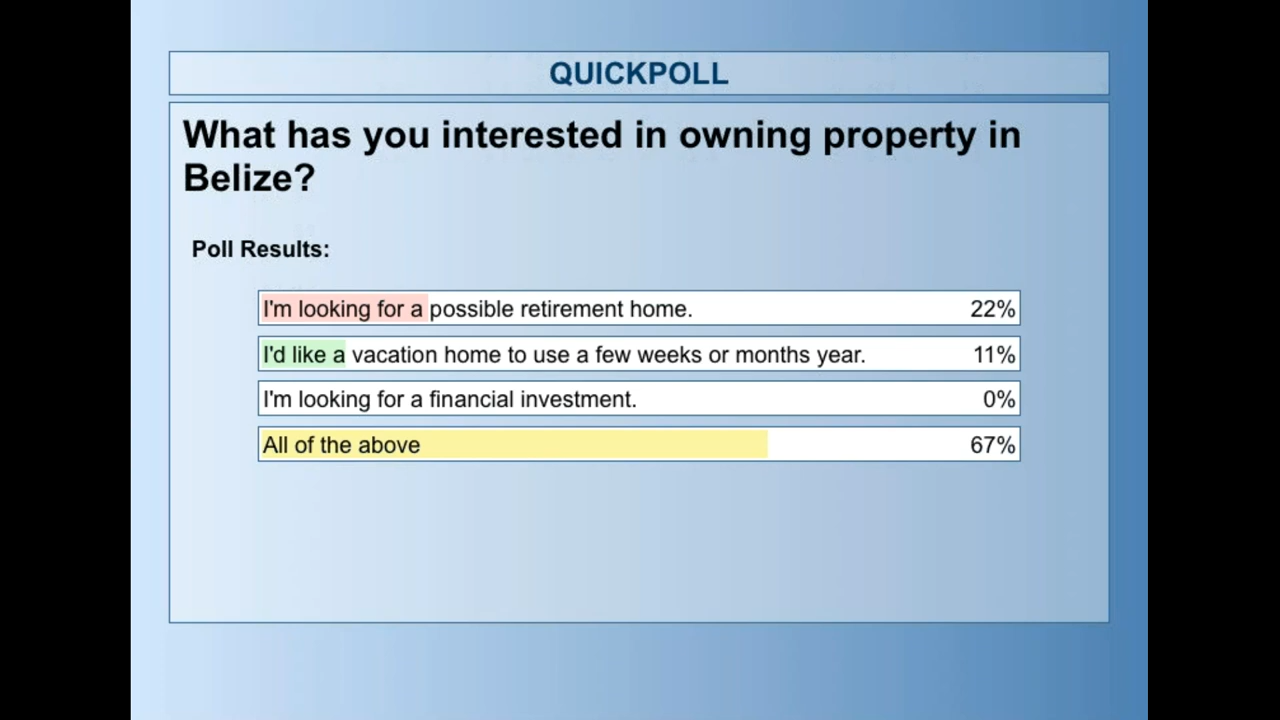 QUICKPOLL
What has you interested in owning property in
Belize?
Poll Results:
I'm looking for a possible retirement home. 22%
I'd like a vacation home to use a few weeks or months year. 11%
I'm looking for a financial investment. 0%
All of the above 67%